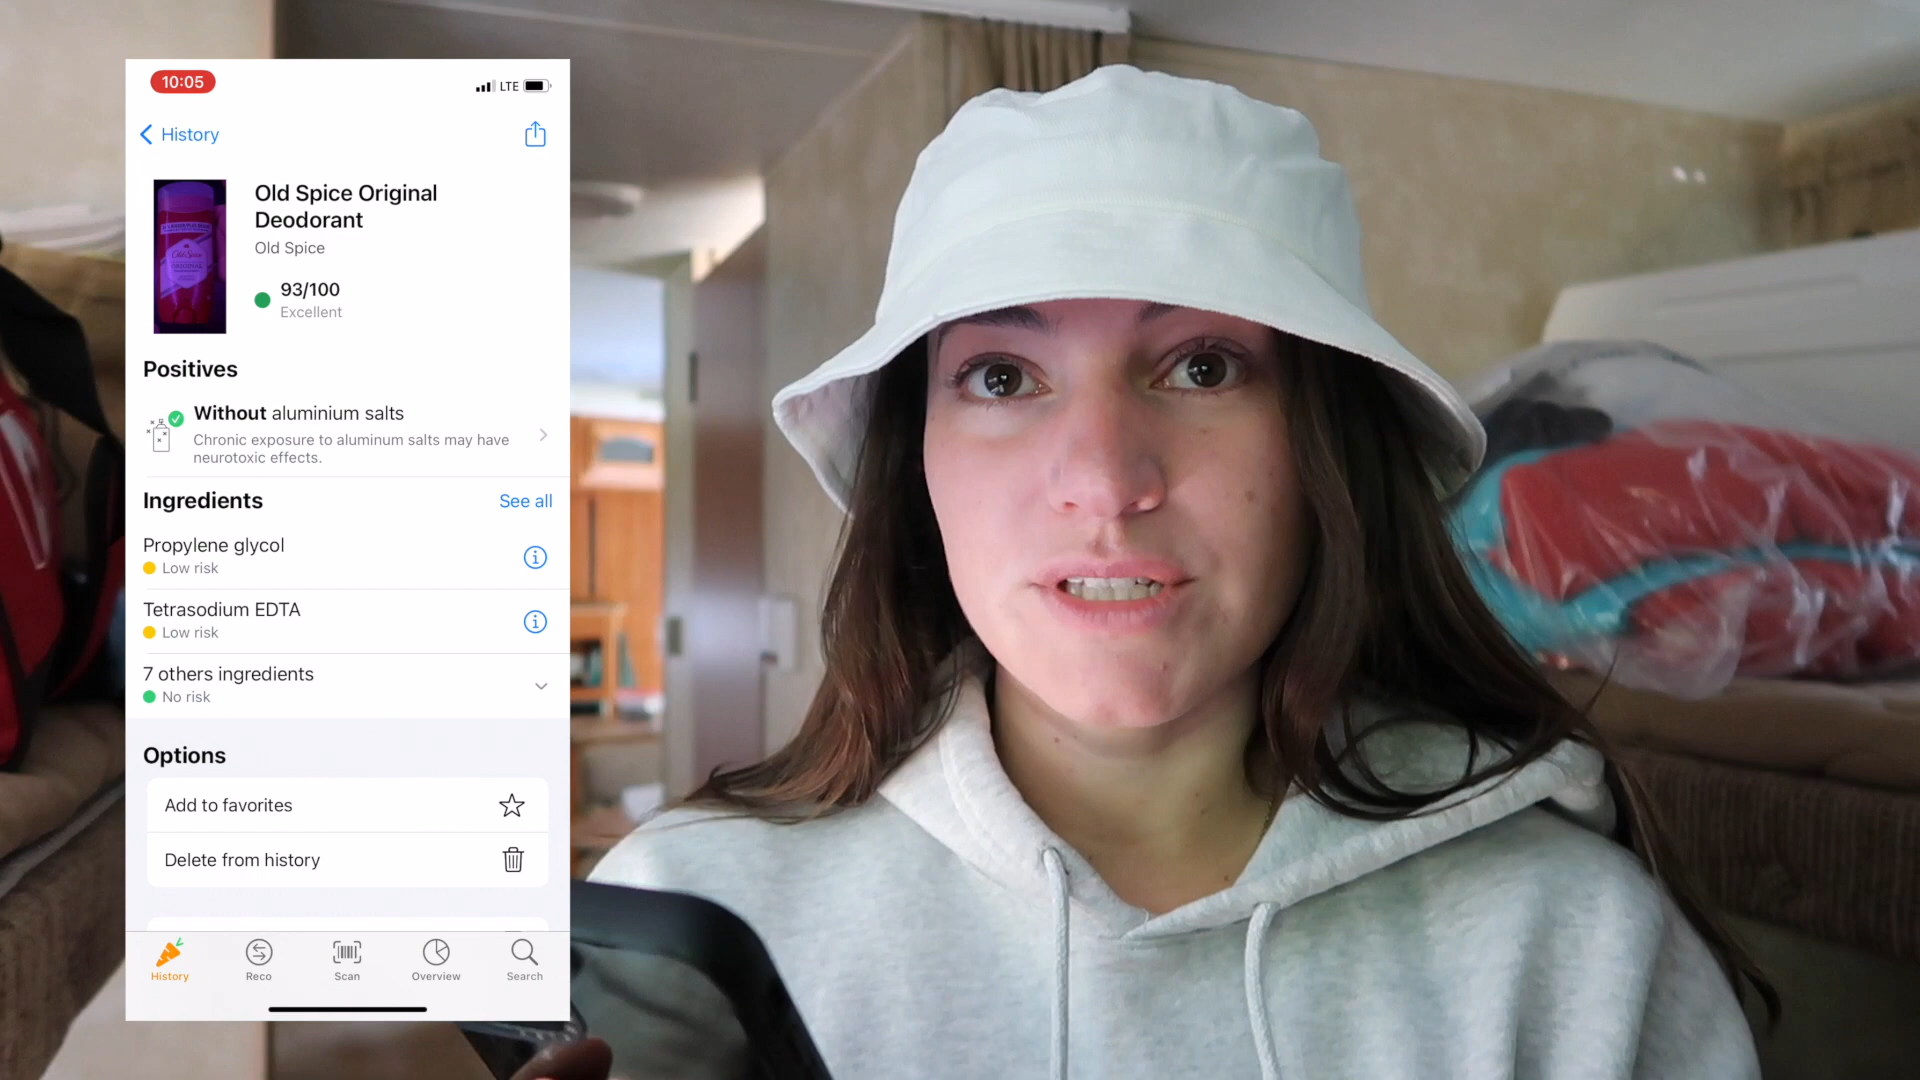 10:05
LTE
History
Old Spice Original
Deodorant
Old Spice
93/100
Excellent
Positives
Without aluminium salts
Chronic exposure to aluminum salts may have
neurotoxic effects.
Ingredients
See all
Propylene glycol
Low risk
Tetrasodium EDTA
Low risk
7 others ingredients
No risk
Options
Add to favorites
Delete from history
History
Reco
Scan
Overview
Search